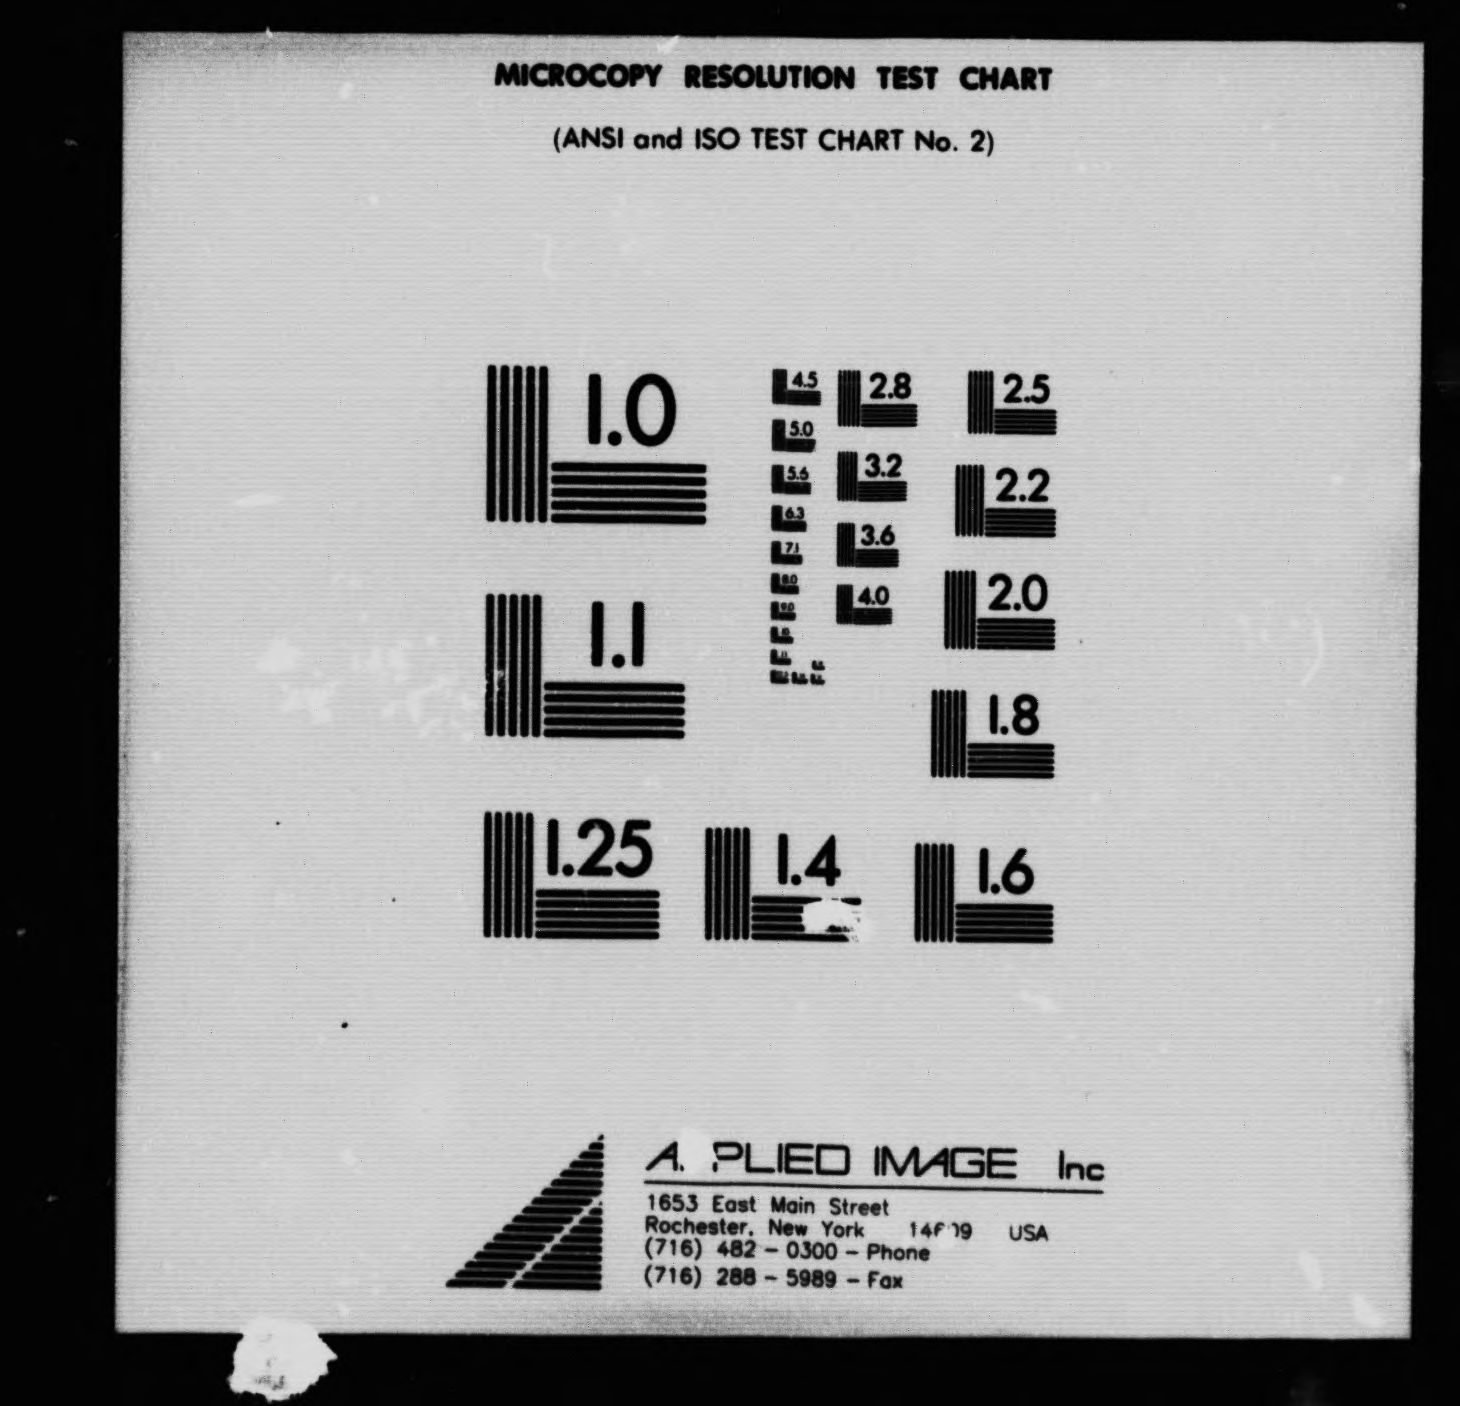 MICROCOPY RESOLUTION TEST CHART
(ANSI and ISO TEST CHART No. 2)
1.0
1.1
1.25
1.4
1.6
1.8
2.0
2.2
2.5
2.8
3.2
3.6
4.0
4.5
5.0
5.6
6.3
7.1
8.0
9.0
PLIED IMAGE Inc
1653 East Main Street
Rochester, New York USA
(716) 482 - 0300 - Phone
(716) 288 - 5989 - Fax